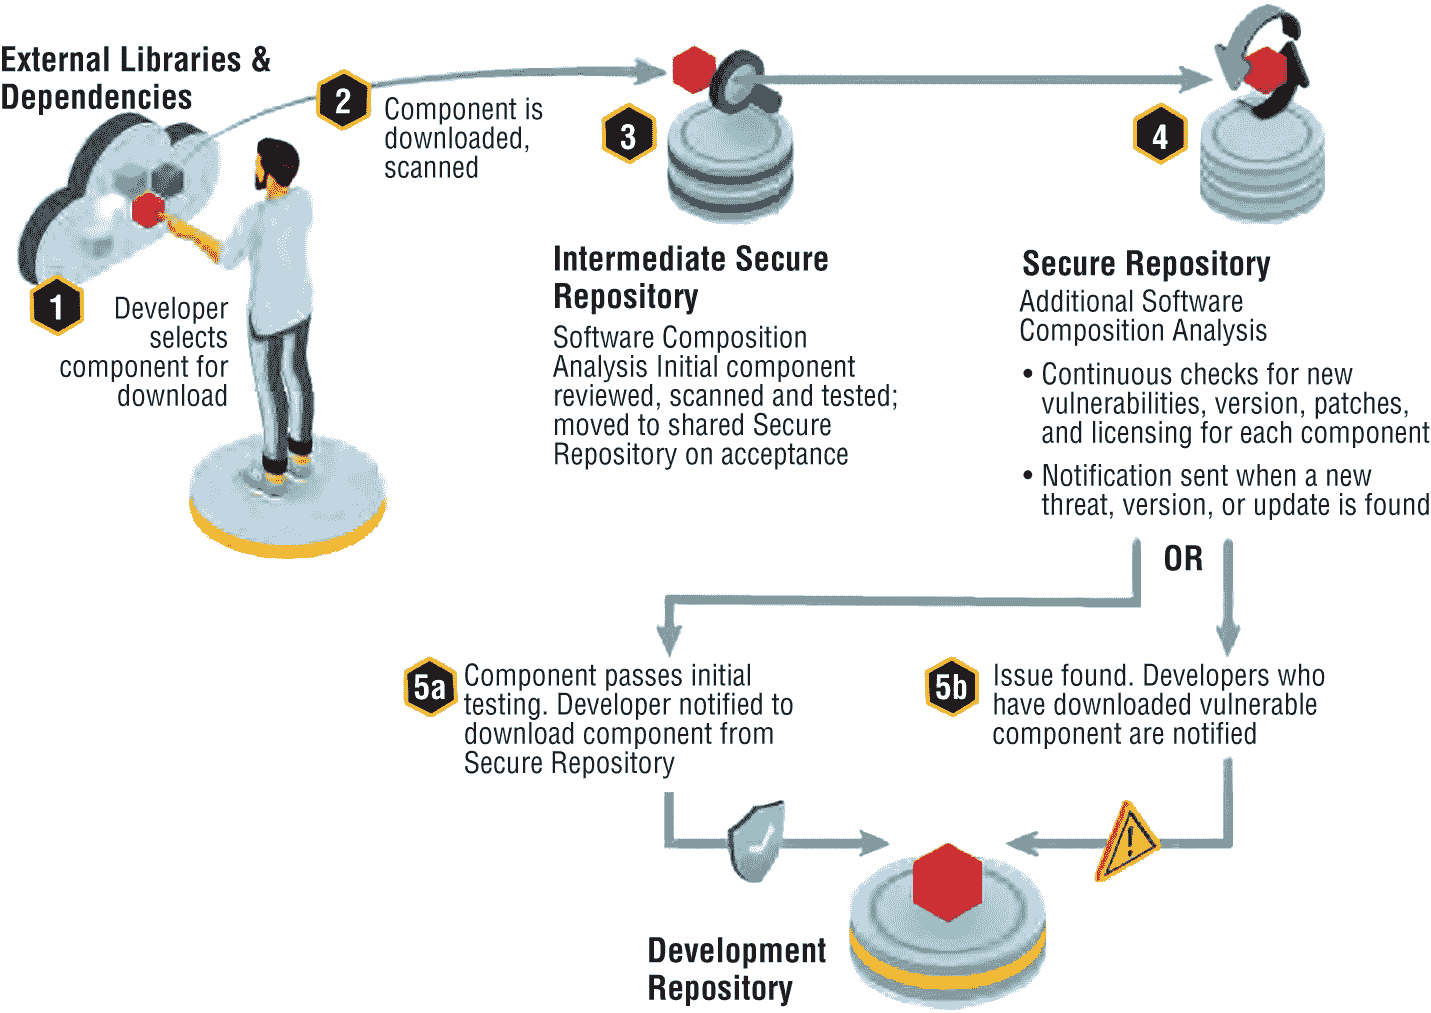 External Libraries &
Dependencies
1
Developer
selects
component for
download
2
Component is
downloaded,
scanned
3
Intermediate Secure
Repository
Software Composition
Analysis Initial component
reviewed, scanned and tested;
moved to shared Secure
Repository on acceptance
4
Secure Repository
Additional Software
Composition Analysis
• Continuous checks for new
vulnerabilities, version, patches,
and licensing for each component
• Notification sent when a new
threat, version, or update is found
OR
5a
Component passes initial
testing. Developer notified to
download component from
Secure Repository
5b
Issue found. Developers who
have downloaded vulnerable
component are notified
!
Development
Repository